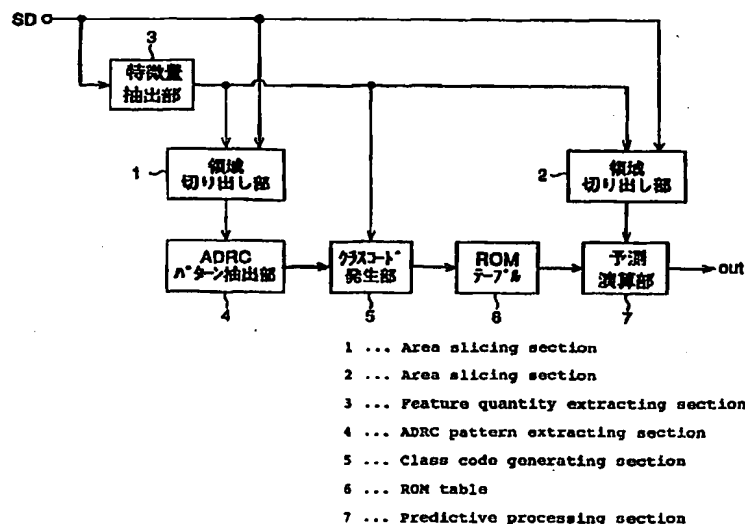 SD
3
特徴量
抽出部
1
領域
切り出し部
2
領域
切り出し部
ADRC
パターン抽出部
4
クラスコード
発生部
5
ROM
テーブル
6
予測
演算部
7
out
1 ... Area slicing section
2 ... Area slicing section
3 ... Feature quantity extracting section
4 ... ADRC pattern extracting section
5 ... Class code generating section
6 ... ROM table
7 ... Predictive processing section